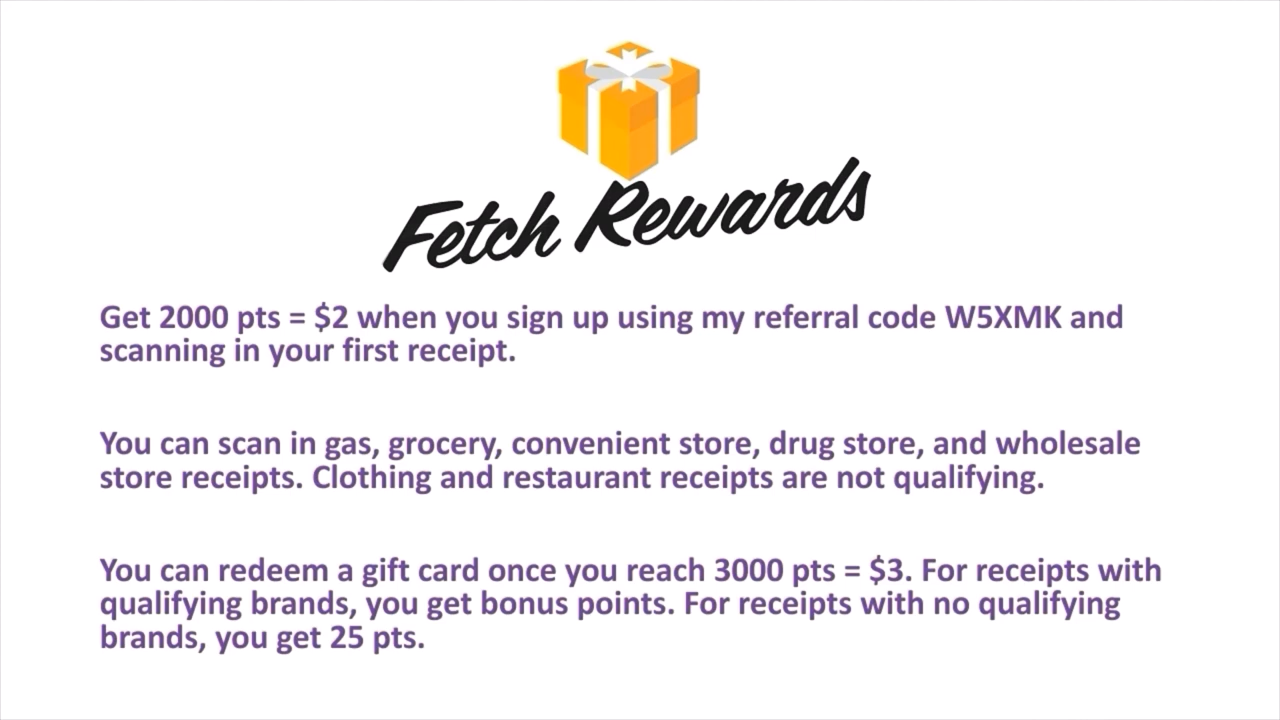 Fetch Rewards
Get 2000 pts = $2 when you sign up using my referral code W5XMK and
scanning in your first receipt.
You can scan in gas, grocery, convenient store, drug store, and wholesale
store receipts. Clothing and restaurant receipts are not qualifying.
You can redeem a gift card once you reach 3000 pts = $3. For receipts with
qualifying brands, you get bonus points. For receipts with no qualifying
brands, you get 25 pts.